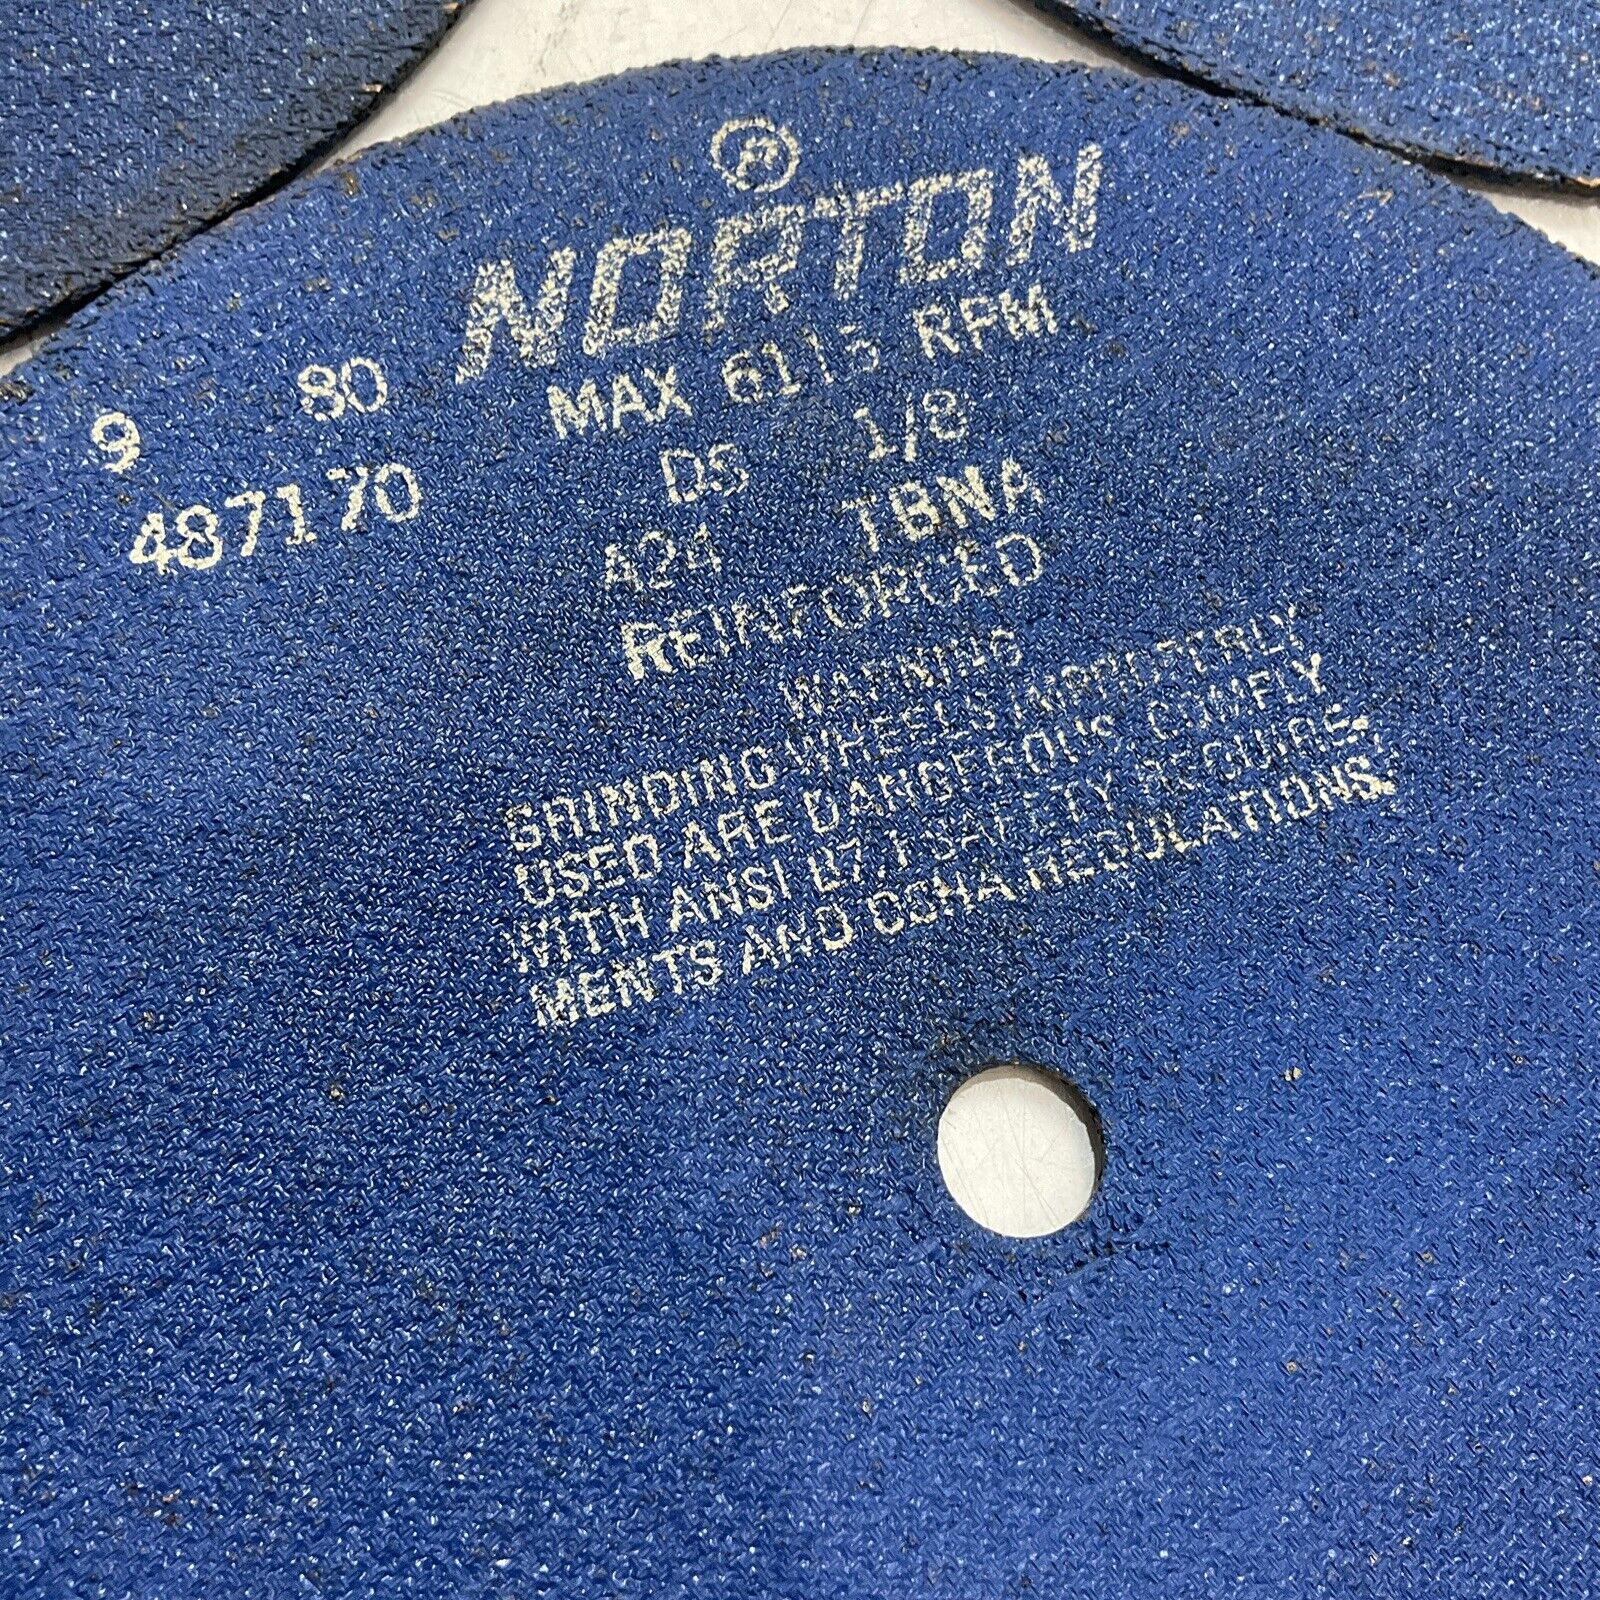 ®
NORTON
MAX 6115 RPM
9 80
DS 1/8
487170
A24 TBNA
REINFORCED
WARNING
GRINDING WHEELS IMPROPERLY
USED ARE DANGEROUS COMPLY
WITH ANSI B7.1 SAFETY REQUIRE-
MENTS AND OSHA REGULATIONS.